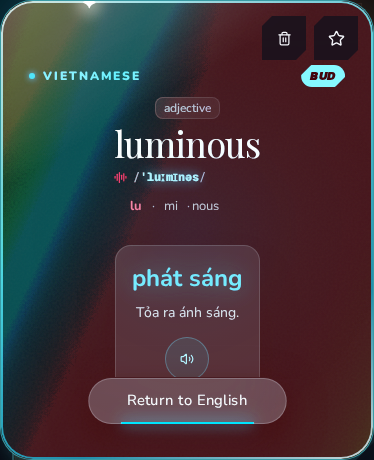 VIETNAMESE
BUD
adjective
luminous
/ˈluːmɪnəs/
lu · mi · nous
phát sáng
Tỏa ra ánh sáng.
Return to English